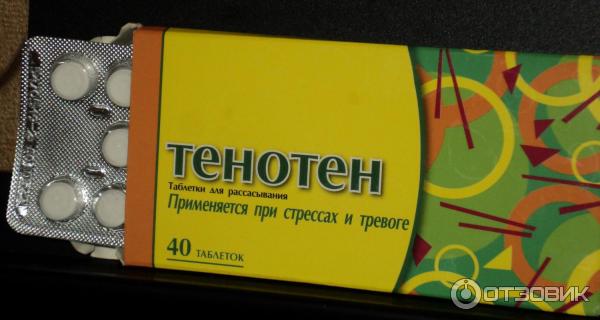 ТЕНОТЕН
Таблетки для рассасывания
Применяется при стрессах и тревоге
40 ТАБЛЕТОК
ОТЗОВИК